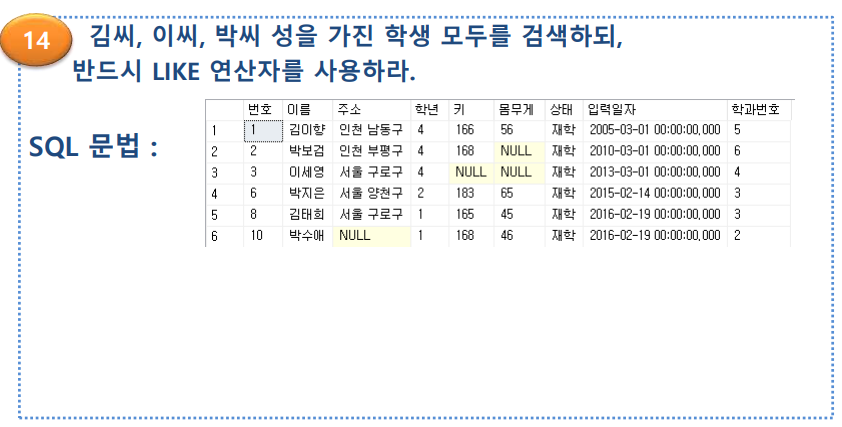 14 김씨, 이씨, 박씨 성을 가진 학생 모두를 검색하되,
반드시 LIKE 연산자를 사용하라.
SQL 문법 :
번호 이름 주소 학년 키 몸무게 상태 입력일자 학과번호
1 1 김이향 인천 남동구 4 166 56 재학 2005-03-01 00:00:00,000 5
2 2 박보검 인천 부평구 4 168 NULL 재학 2010-03-01 00:00:00,000 6
3 3 이세영 서울 구로구 4 NULL NULL 재학 2013-03-01 00:00:00,000 4
4 6 박지은 서울 양천구 2 183 65 재학 2015-02-14 00:00:00,000 3
5 8 김태희 서울 구로구 1 165 45 재학 2016-02-19 00:00:00,000 3
6 10 박수애 NULL 1 168 46 재학 2016-02-19 00:00:00,000 2